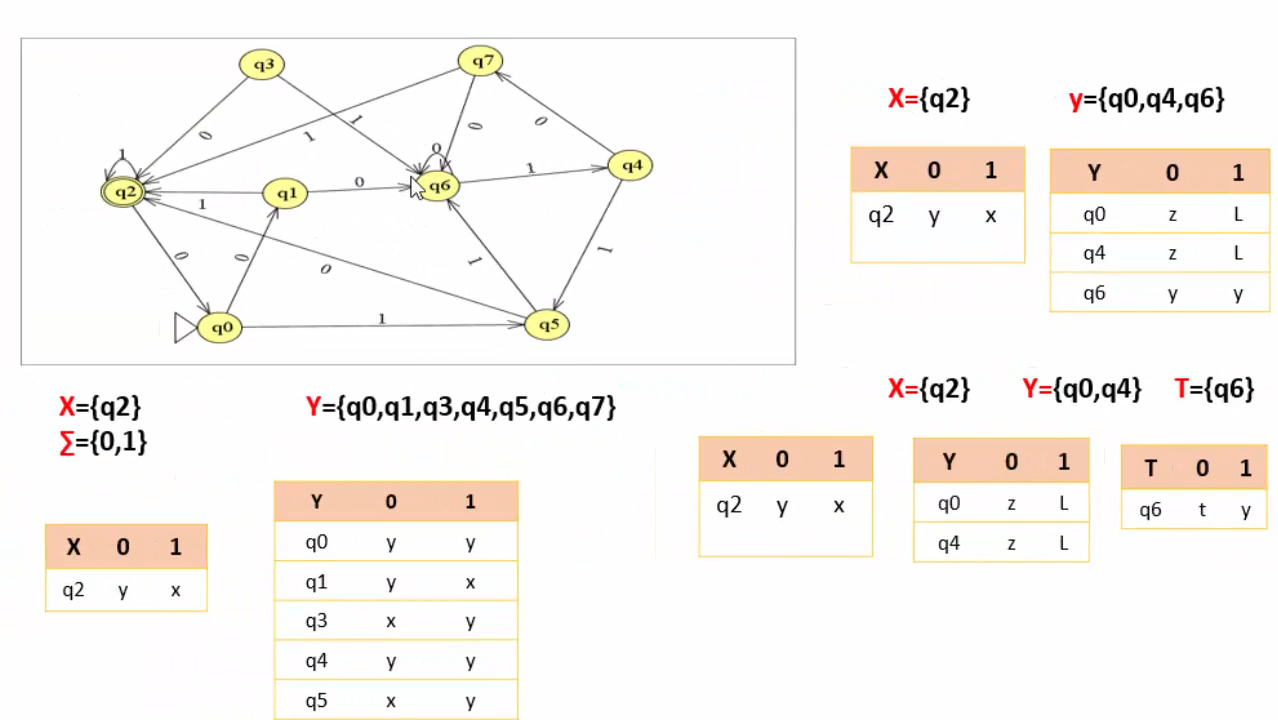 q3
q7
1
0
1
0
0
1
0
1
q2
q1
0
q6
1
q4
1
0
0
0
1
1
q0
1
q5
X={q2}
∑={0,1}
Y={q0,q1,q3,q4,q5,q6,q7}
X 0 1
q2 y x
Y 0 1
q0 y y
q1 y x
q3 x y
q4 y y
q5 x y
X={q2} y={q0,q4,q6}
X 0 1
q2 y x
Y 0 1
q0 z L
q4 z L
q6 y y
X={q2} Y={q0,q4} T={q6}
X 0 1
q2 y x
Y 0 1
q0 z L
q4 z L
T 0 1
q6 t y